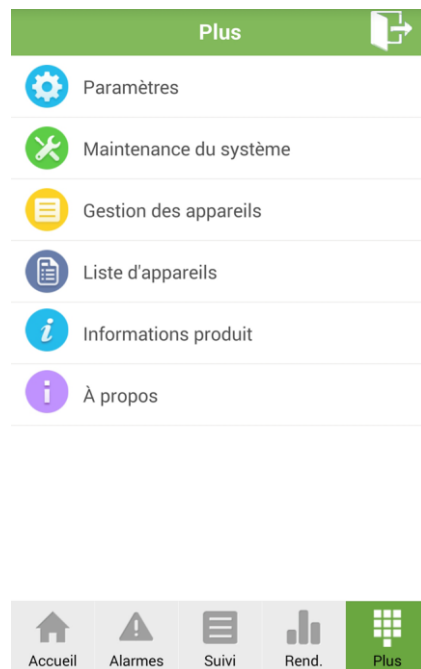 Plus
Paramètres
Maintenance du système
Gestion des appareils
Liste d'appareils
Informations produit
À propos
Accueil Alarmes Suivi Rend. Plus